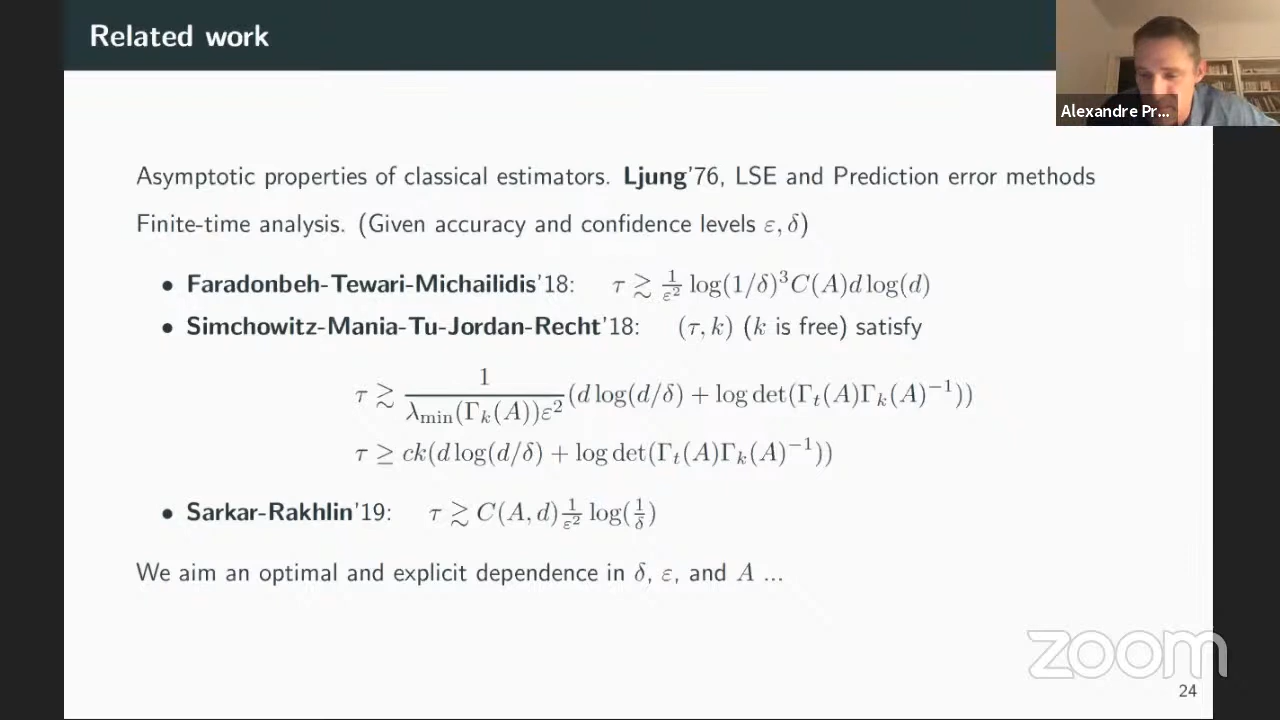 Related work
Alexandre Pr...
Asymptotic properties of classical estimators. Ljung'76, LSE and Prediction error methods
Finite-time analysis. (Given accuracy and confidence levels ε, δ)
• Faradonbeh-Tewari-Michailidis'18: τ ≳ 1/ε² log(1/δ)³C(A)d log(d)
• Simchowitz-Mania-Tu-Jordan-Recht'18: (τ, k) (k is free) satisfy
τ ≳ 1/(λ_min(Γ_k(A))ε²) (d log(d/δ) + log det(Γ_t(A)Γ_k(A)⁻¹))
τ ≥ ck(d log(d/δ) + log det(Γ_t(A)Γ_k(A)⁻¹))
• Sarkar-Rakhlin'19: τ ≳ C(A, d) 1/ε² log(1/δ)
We aim an optimal and explicit dependence in δ, ε, and A ...
zoom
24